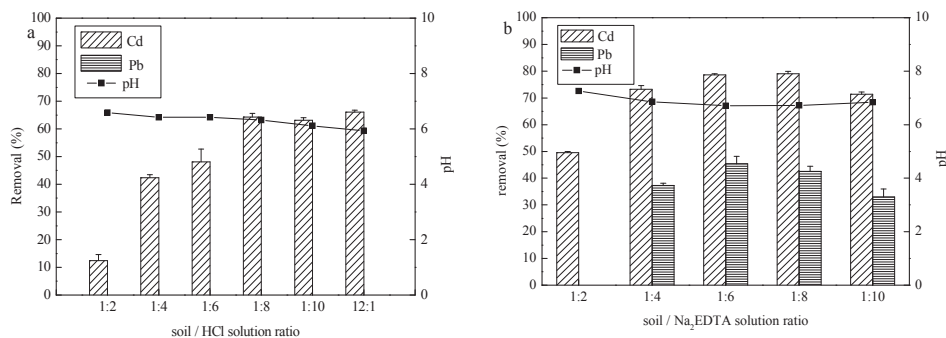 a
Cd
Pb
pH
100
90
80
70
60
50
40
30
20
10
0
Removal (%)
10
8
6
4
2
0
pH
1:2 1:4 1:6 1:8 1:10 12:1
soil / HCl solution ratio
b
Cd
Pb
pH
100
90
80
70
60
50
40
30
20
10
0
removal (%)
10
8
6
4
2
0
pH
1:2 1:4 1:6 1:8 1:10
soil / Na₂EDTA solution ratio